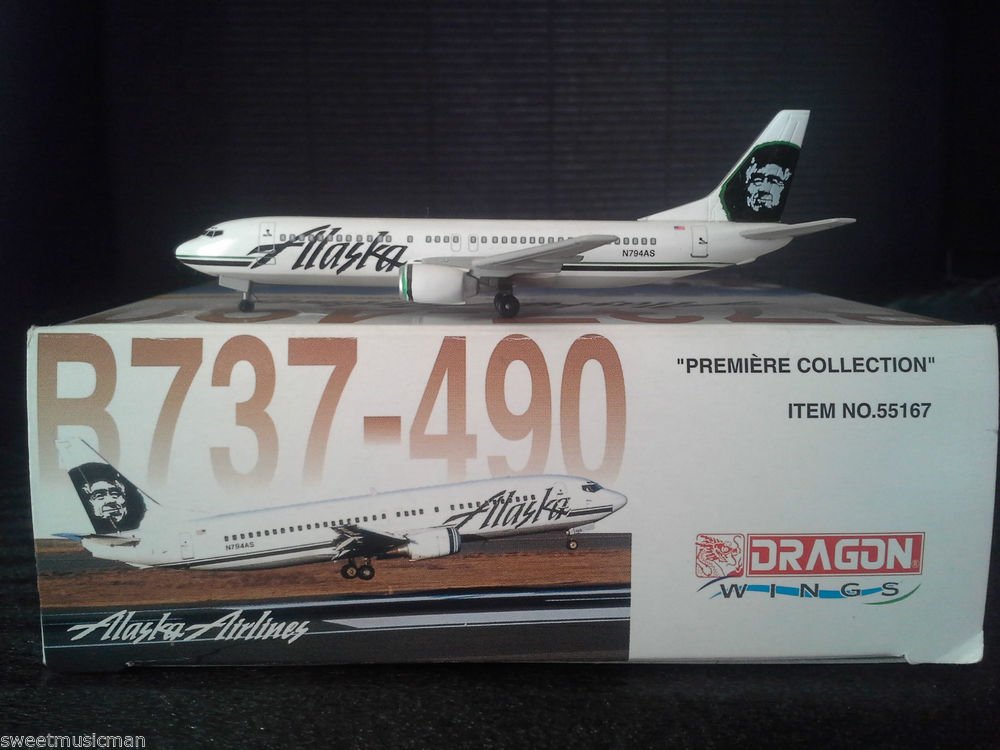 Alaska
N794AS
B737-490
"PREMIÈRE COLLECTION"
ITEM NO.55167
Alaska
N794AS
DRAGON
WINGS
Alaska Airlines
sweetmusicman